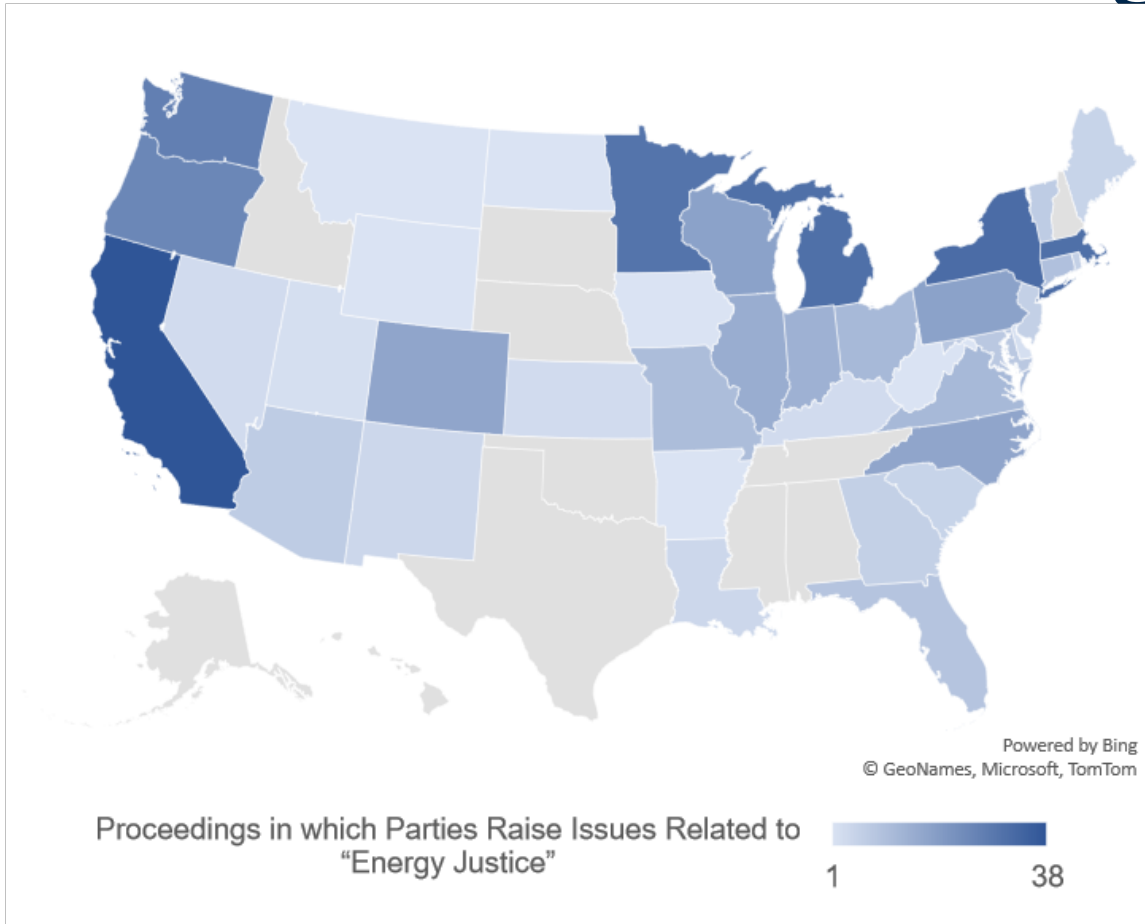 Powered by Bing
© GeoNames, Microsoft, TomTom
Proceedings in which Parties Raise Issues Related to
“Energy Justice”
1
38